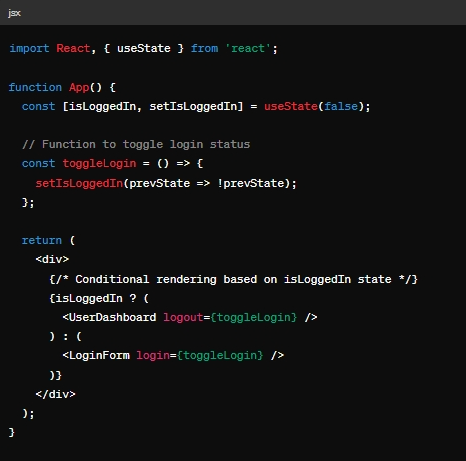 jsx
import React, { useState } from 'react';
function App() {
const [isLoggedIn, setIsLoggedIn] = useState(false);
// Function to toggle login status
const toggleLogin = () => {
setIsLoggedIn(prevState => !prevState);
};
return (
<div>
{/* Conditional rendering based on isLoggedIn state */}
{isLoggedIn ? (
<UserDashboard logout={toggleLogin} />
) : (
<LoginForm login={toggleLogin} />
)}
</div>
);
}